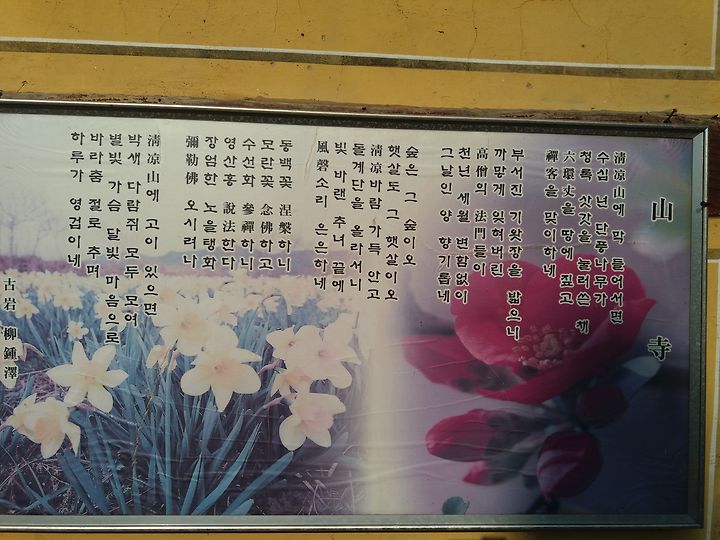 山寺
淸凉山에 막 들어서면
수십 년 단풍나무가
청록 삿갓을 눌러쓴 채
六環丈을 땅에 짚고
禪客을 맞이하네
부서진 기왓장을 밟으니
까맣게 잊혀버린
高僧의 法門들이
천년 세월 변함없이
그날인 양 향기롭네
숲은 그 숲이오
햇살도 그 햇살이오
淸凉바람 가득 안고
돌계단을 올라서니
빛 바랜 추녀 끝에
風磬소리 은은하네
동백꽃 涅槃하니
모란꽃 念佛하고
수선화 參禪하니
영산홍 說法한다
장엄한 노을탱화
彌勒佛 오시려나
淸凉山에 고이 있으면
박새 다람쥐 모두 모여
별빛 가슴 달빛 마음으로
바라춤 절로 추며
하루가 영겁이네
古岩 柳鍾澤